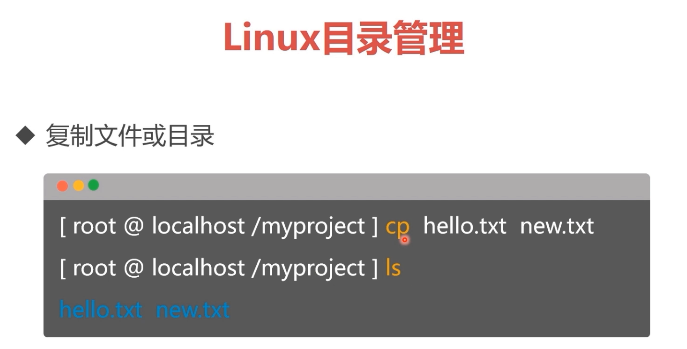 Linux目录管理
◆ 复制文件或目录
[ root @ localhost /myproject ] cp hello.txt new.txt
[ root @ localhost /myproject ] ls
hello.txt new.txt